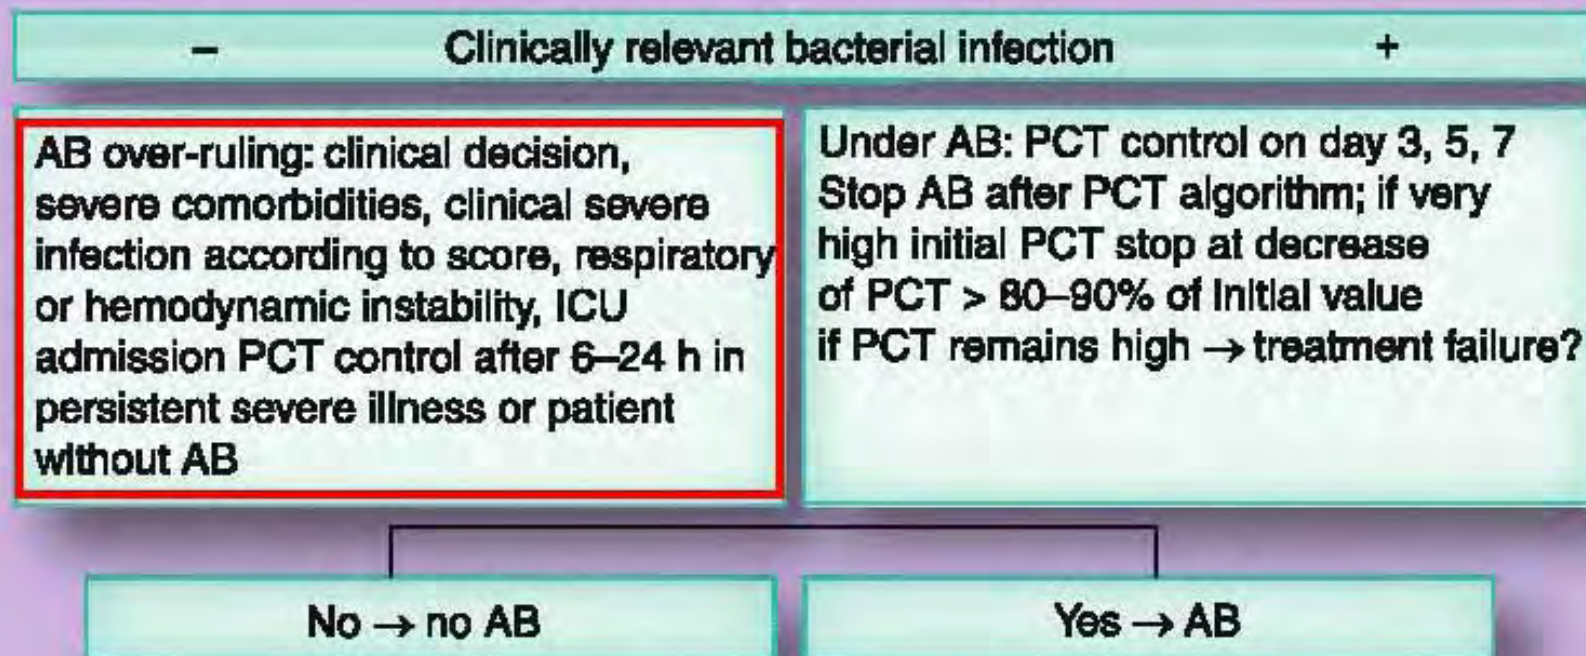 – Clinically relevant bacterial infection +
AB over-ruling: clinical decision,
severe comorbidities, clinical severe
infection according to score, respiratory
or hemodynamic instability, ICU
admission PCT control after 6–24 h in
persistent severe illness or patient
without AB
Under AB: PCT control on day 3, 5, 7
Stop AB after PCT algorithm; if very
high initial PCT stop at decrease
of PCT > 80–90% of initial value
if PCT remains high → treatment failure?
No → no AB
Yes → AB